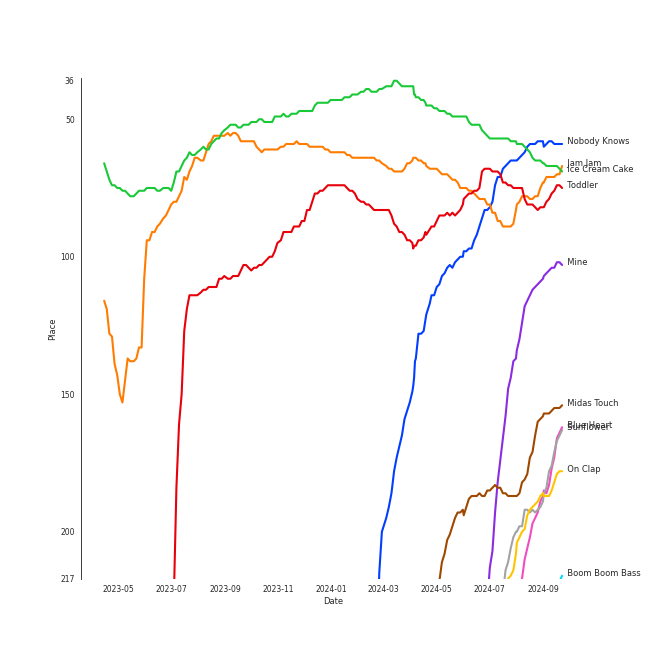 36
50
100
150
200
217
Place
Nobody Knows
Jam Jam
Ice Cream Cake
Toddler
Mine
Midas Touch
Blue Heart
Sunflower
On Clap
Boom Boom Bass
2023-05
2023-07
2023-09
2023-11
2024-01
2024-03
2024-05
2024-07
2024-09
Date